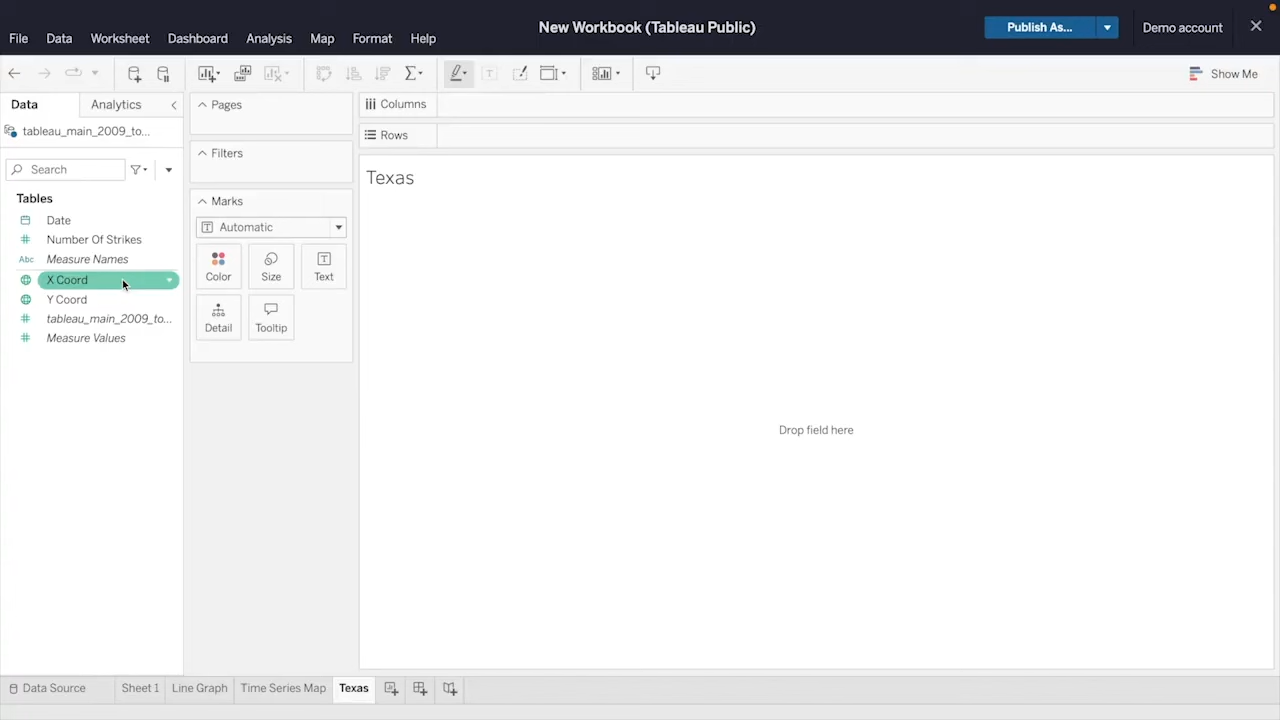 New Workbook (Tableau Public)
Publish As...
Demo account
File Data Worksheet Dashboard Analysis Map Format Help
Show Me
Data Analytics
tableau_main_2009_to...
Search
Tables
Date
Number Of Strikes
Abc Measure Names
X Coord
Y Coord
tableau_main_2009_to...
Measure Values
Pages
Filters
Marks
Automatic
Color Size Text
Detail Tooltip
Columns
Rows
Texas
Drop field here
Data Source Sheet 1 Line Graph Time Series Map Texas